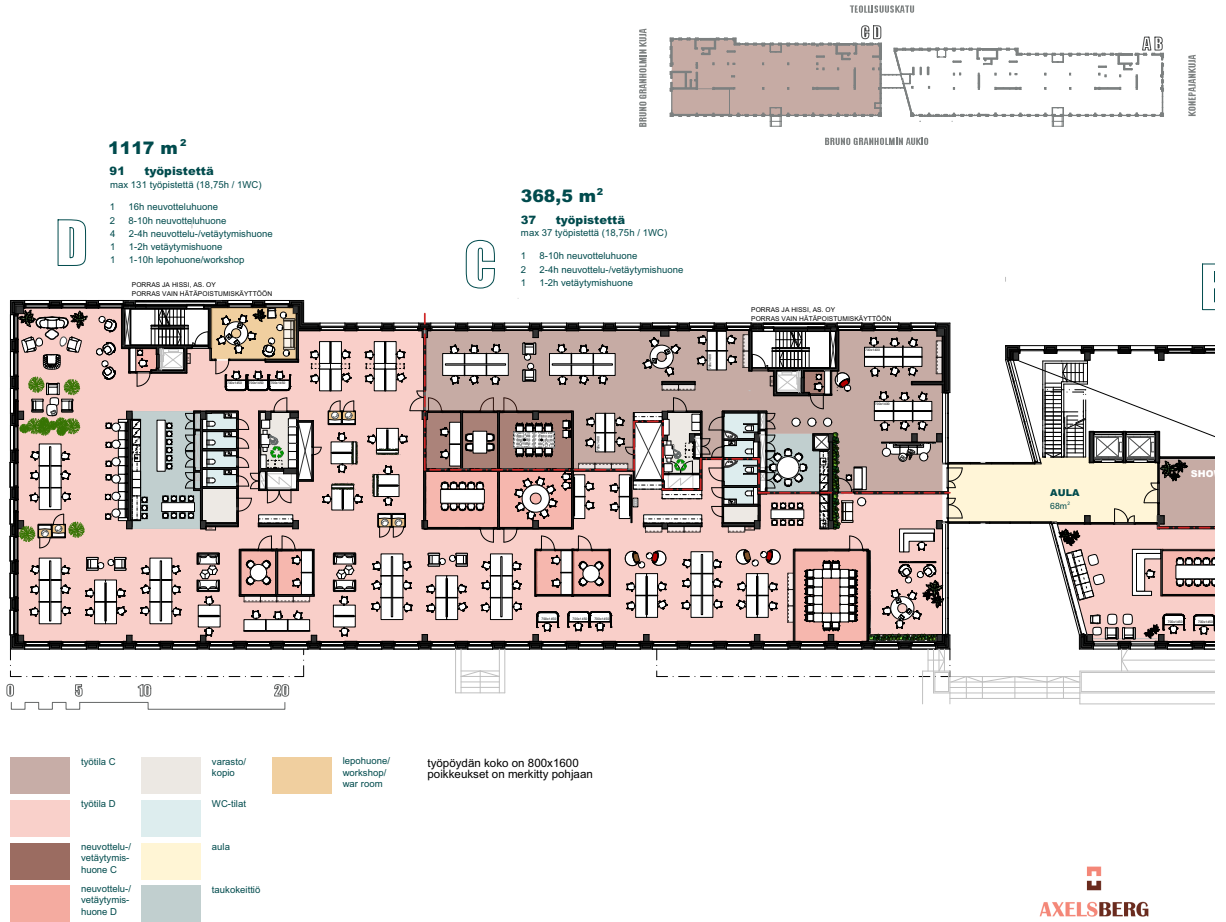 TEOLLISUUSKATU
C D
A B
BRUNO GRANHOLMIN KUJA
KONEPAJANKUJA
BRUNO GRANHOLMIN AUKIO
D
1117 m²
91 työpistettä
max 131 työpistettä (18,75h / 1WC)
1 16h neuvotteluhuone
2 8-10h neuvotteluhuone
4 2-4h neuvottelu-/vetäytymishuone
1 1-2h vetäytymishuone
1 1-10h lepohuone/workshop
C
368,5 m²
37 työpistettä
max 37 työpistettä (18,75h / 1WC)
1 8-10h neuvotteluhuone
2 2-4h neuvottelu-/vetäytymishuone
1 1-2h vetäytymishuone
PORRAS JA HISSI, AS. OY
PORRAS VAIN HÄTÄPOISTUMISKÄYTTÖÖN
PORRAS JA HISSI, AS. OY
PORRAS VAIN HÄTÄPOISTUMISKÄYTTÖÖN
AULA
68m²
SHOW
0 5 10 20
työtila C
työtila D
neuvottelu-/
vetäytymis-
huone C
neuvottelu-/
vetäytymis-
huone D
varasto/
kopio
WC-tilat
aula
taukokeittiö
lepohuone/
workshop/
war room
työpöydän koko on 800x1600
poikkeukset on merkitty pohjaan
AXELSBERG